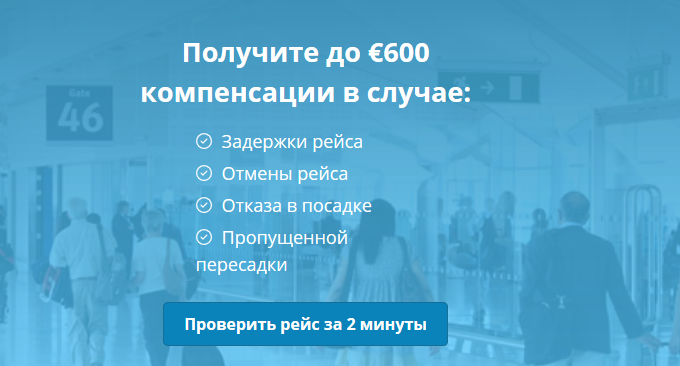 Получите до €600
компенсации в случае:
Gate
46
Задержки рейса
Отмены рейса
Отказа в посадке
Пропущенной
пересадки
Проверить рейс за 2 минуты